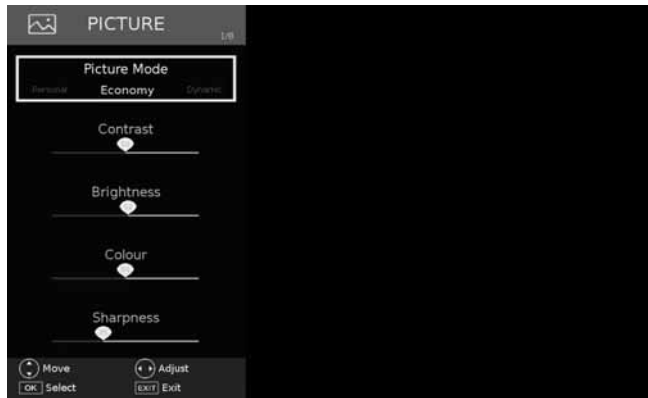 PICTURE
1/8
Picture Mode
Personal Economy Dynamic
Contrast
Brightness
Colour
Sharpness
Move Adjust
OK Select EXIT Exit